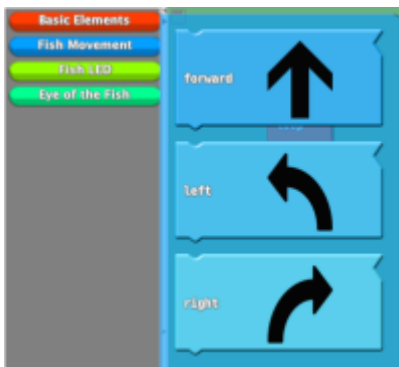 Basic Elements
Fish Movement
Fish LED
Eye of the Fish
forward
left
right